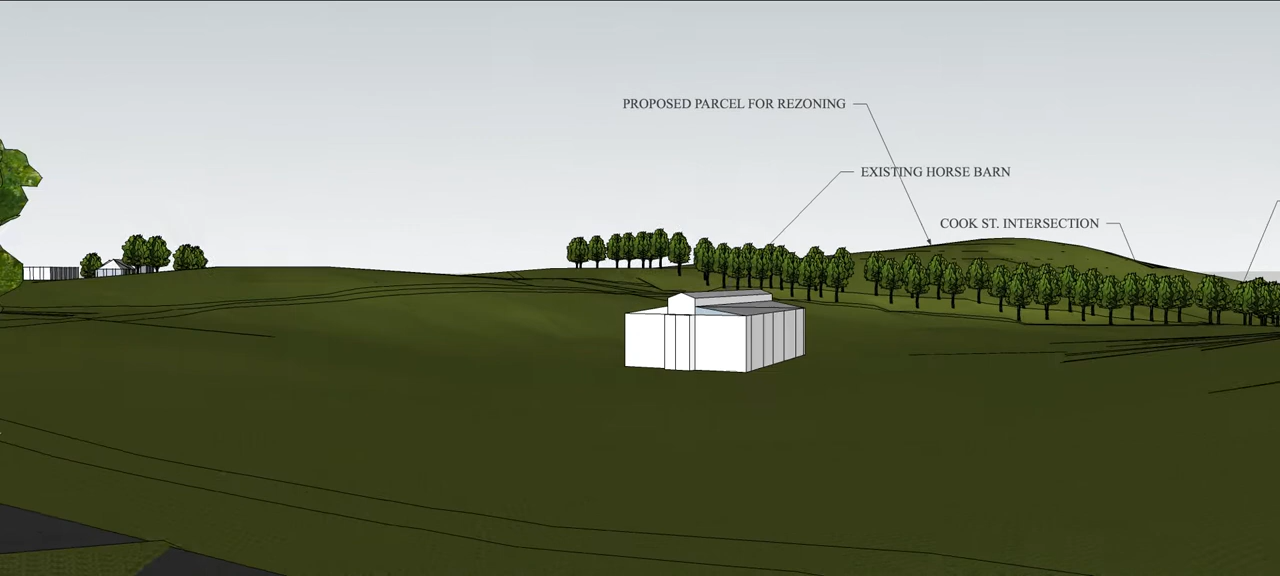 PROPOSED PARCEL FOR REZONING
EXISTING HORSE BARN
COOK ST. INTERSECTION